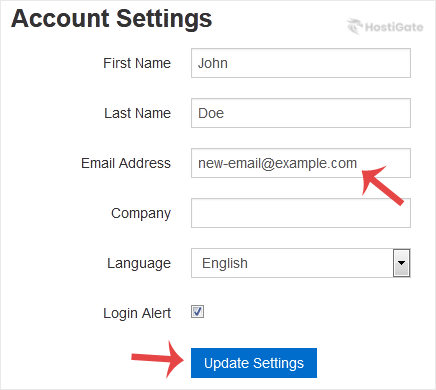 Account Settings
HostiGate
First Name
John
Last Name
Doe
Email Address
new-email@example.com
Company
Language
English
Login Alert
Update Settings